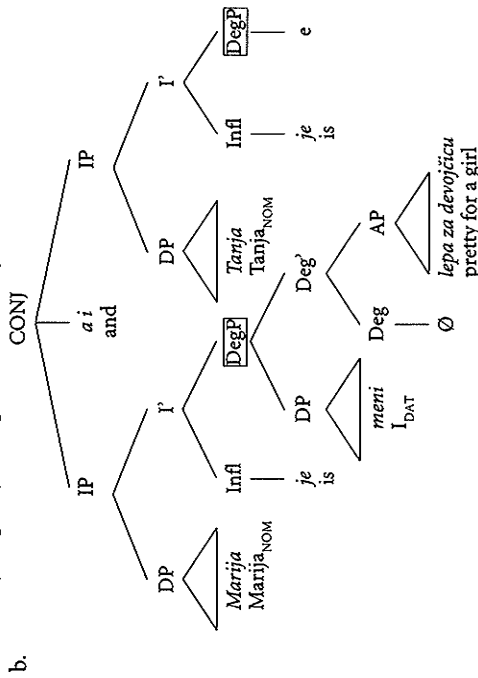 b.
CONJ
IP a i IP
and
DP I' DP I'
Marija Infl DegP Tanja Infl DegP
Marija_NOM Tanja_NOM
je DP Deg' je e
is is
meni Deg AP
I_DAT
Ø lepa za devojčicu
pretty for a girl